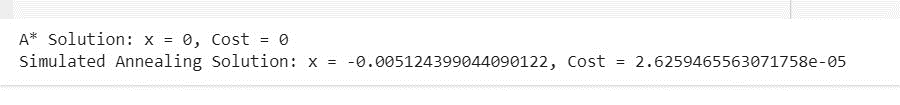 A* Solution: x = 0, Cost = 0
Simulated Annealing Solution: x = -0.005124399044090122, Cost = 2.6259465563071758e-05